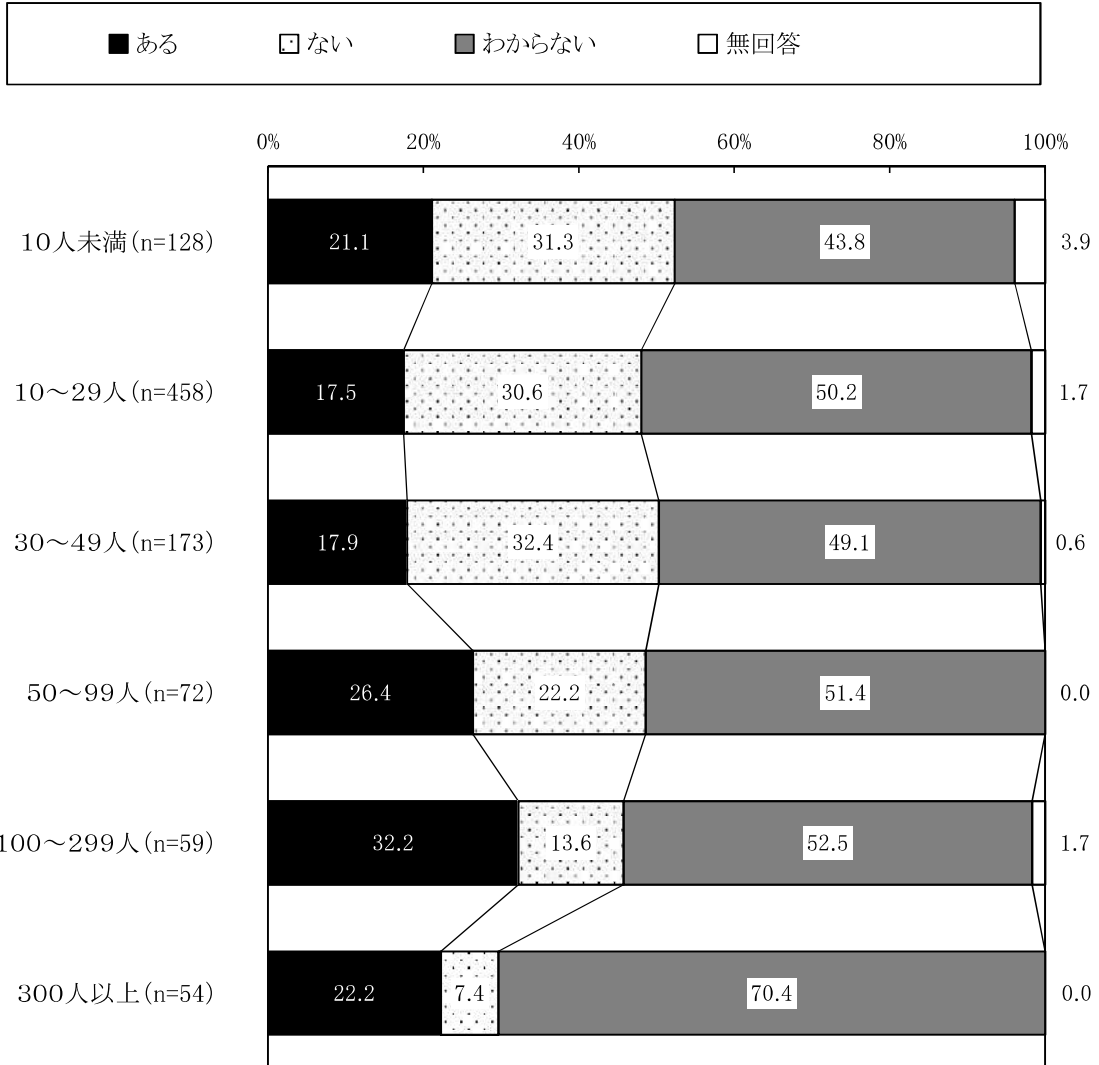 ある ない わからない 無回答
0% 20% 40% 60% 80% 100%
10人未満(n=128) 21.1 31.3 43.8 3.9
10～29人(n=458) 17.5 30.6 50.2 1.7
30～49人(n=173) 17.9 32.4 49.1 0.6
50～99人(n=72) 26.4 22.2 51.4 0.0
100～299人(n=59) 32.2 13.6 52.5 1.7
300人以上(n=54) 22.2 7.4 70.4 0.0